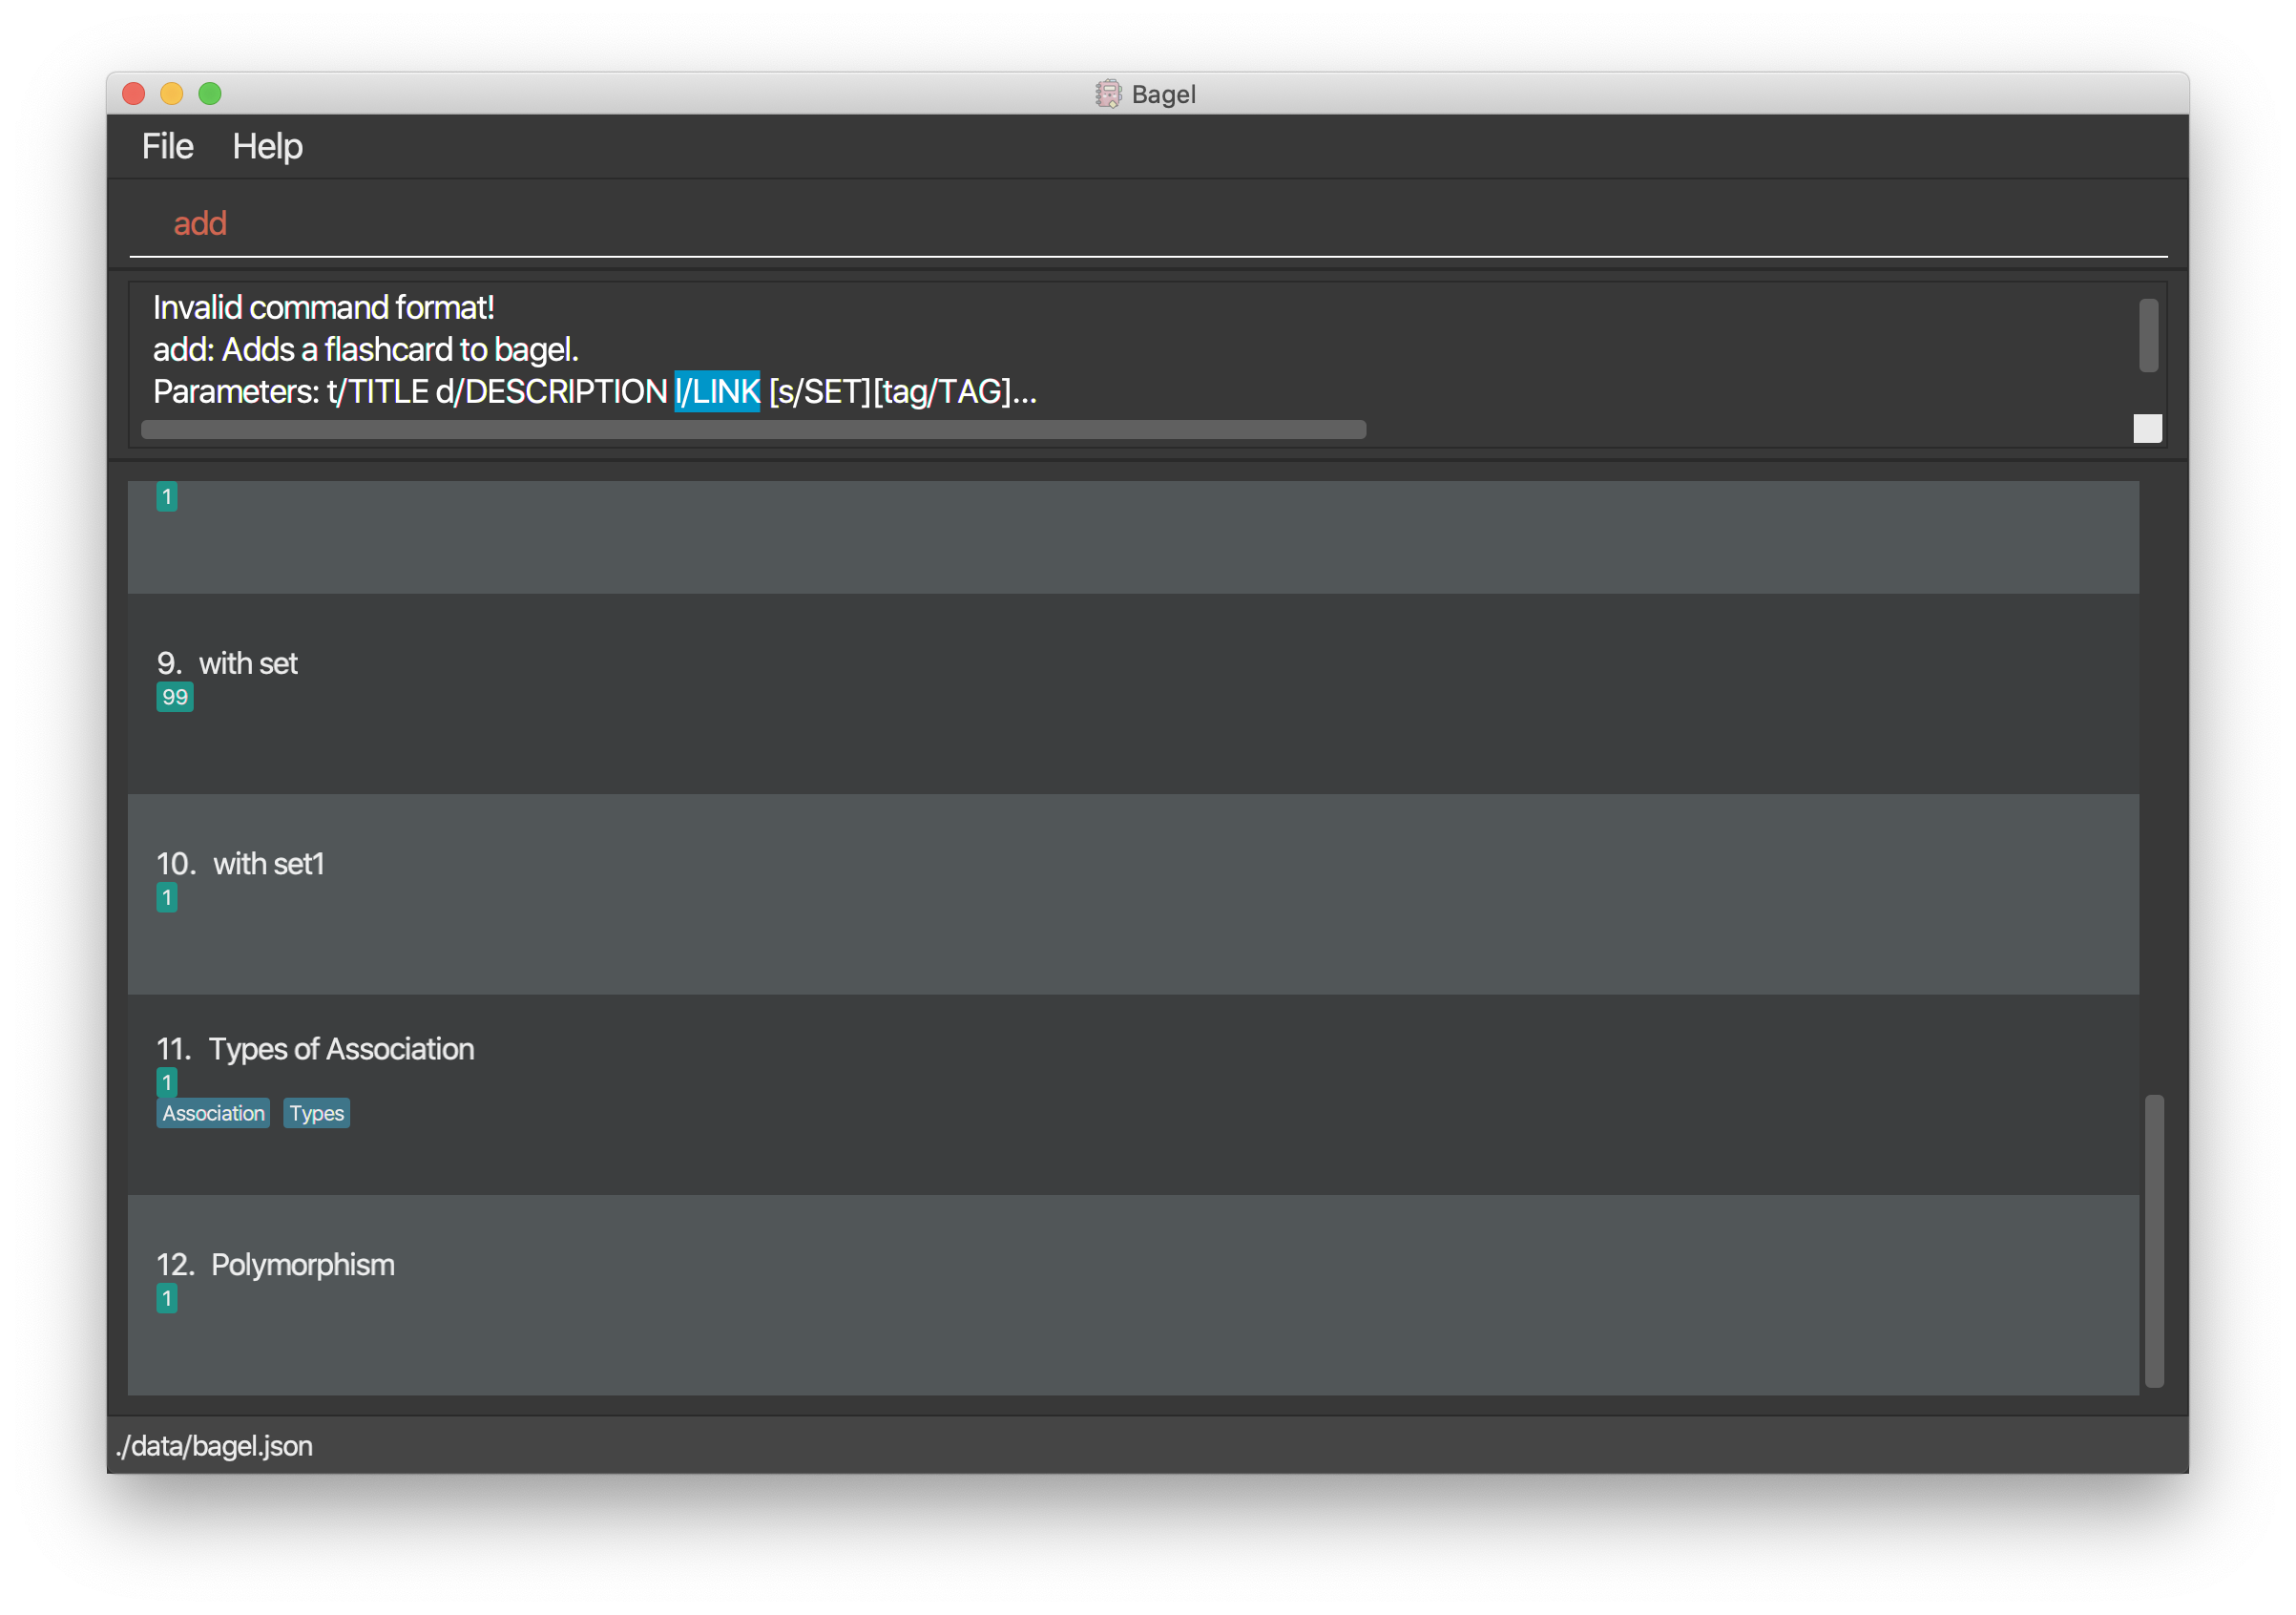 Bagel
File Help
add
Invalid command format!
add: Adds a flashcard to bagel.
Parameters: t/TITLE d/DESCRIPTION l/LINK [s/SET][tag/TAG]...
1
9. with set
99
10. with set1
1
11. Types of Association
1
Association Types
12. Polymorphism
1
./data/bagel.json